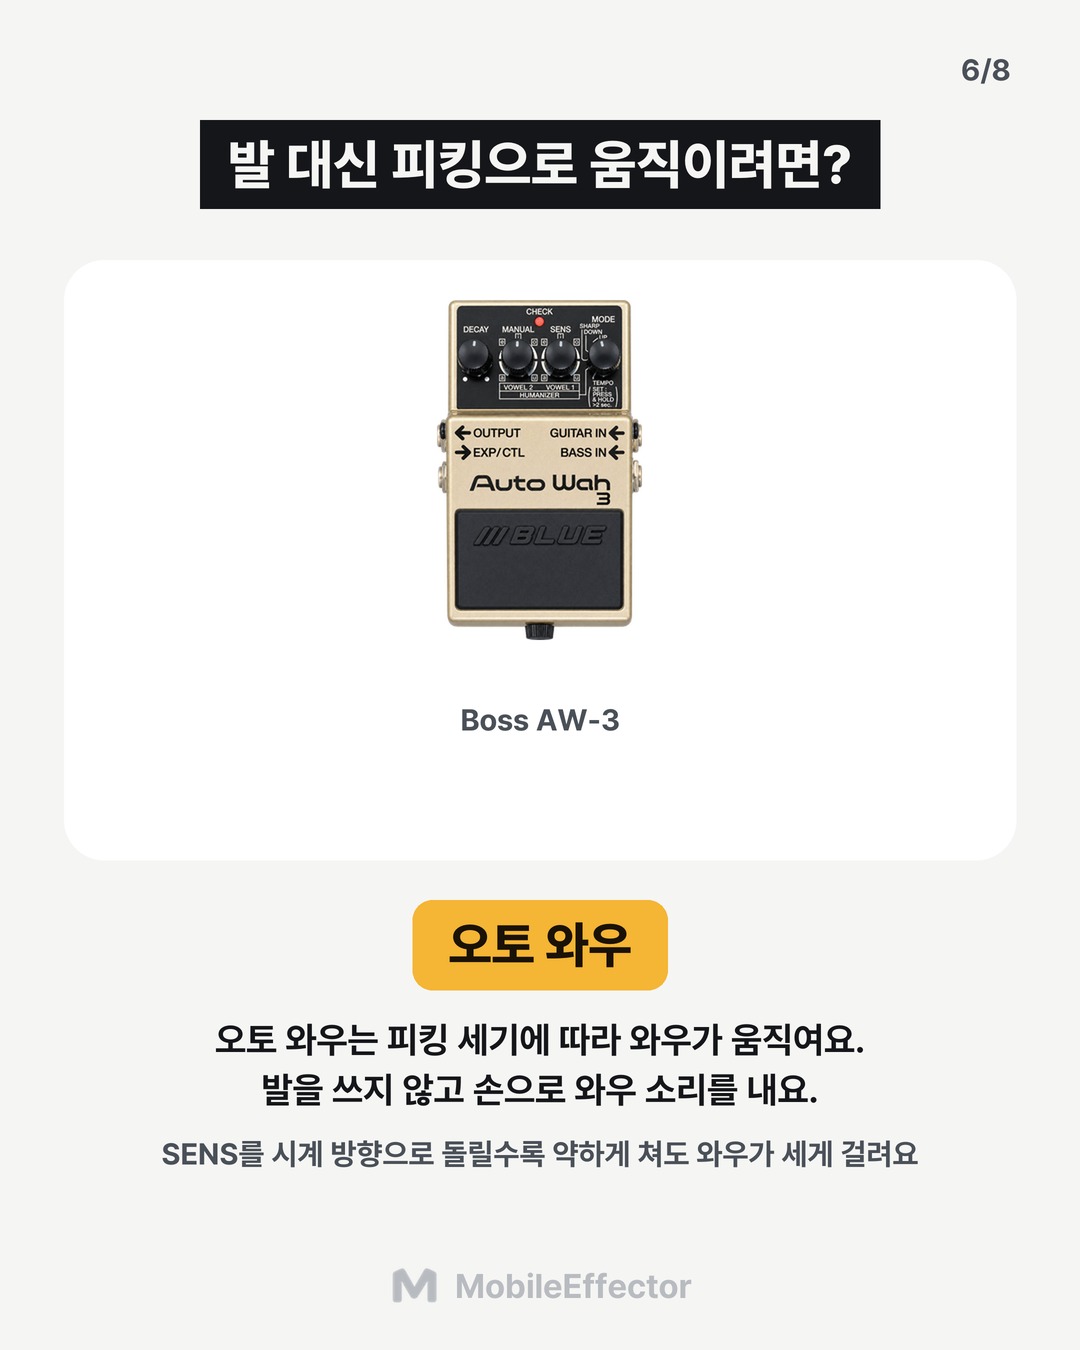 6/8
발 대신 피킹으로 움직이려면?
CHECK
DECAY
MANUAL
SENS
MODE
SHARP
DOWN
UP
VOWEL 2
VOWEL 1
HUMANIZER
TEMPO
SET :
PRESS
& HOLD
>2 sec.
OUTPUT
GUITAR IN
EXP/CTL
BASS IN
Auto Wah
3
BLUE
Boss AW-3
오토 와우
오토 와우는 피킹 세기에 따라 와우가 움직여요.
발을 쓰지 않고 손으로 와우 소리를 내요.
SENS를 시계 방향으로 돌릴수록 약하게 쳐도 와우가 세게 걸려요
MobileEffector